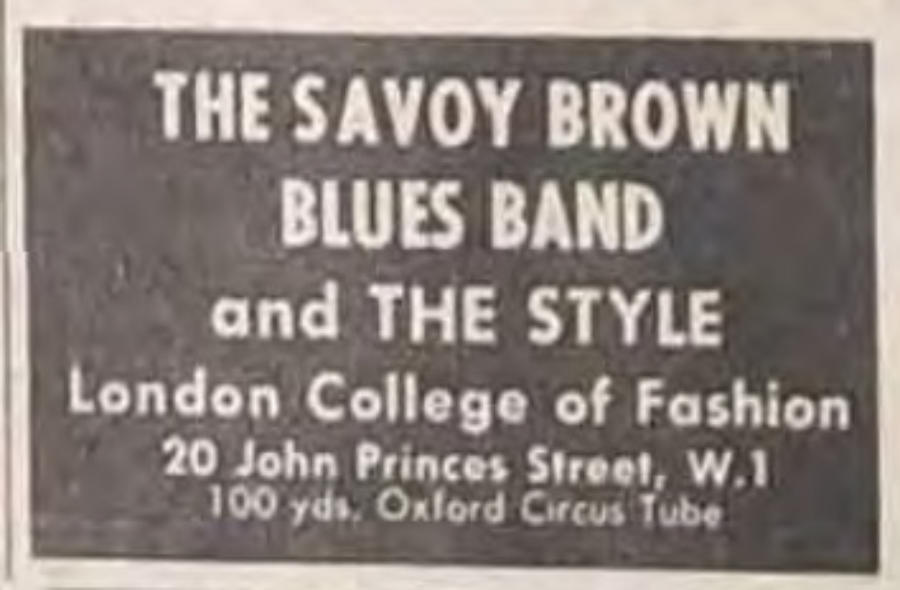 THE SAVOY BROWN
BLUES BAND
and THE STYLE
London College of Fashion
20 John Princes Street, W.1
100 yds. Oxford Circus Tube